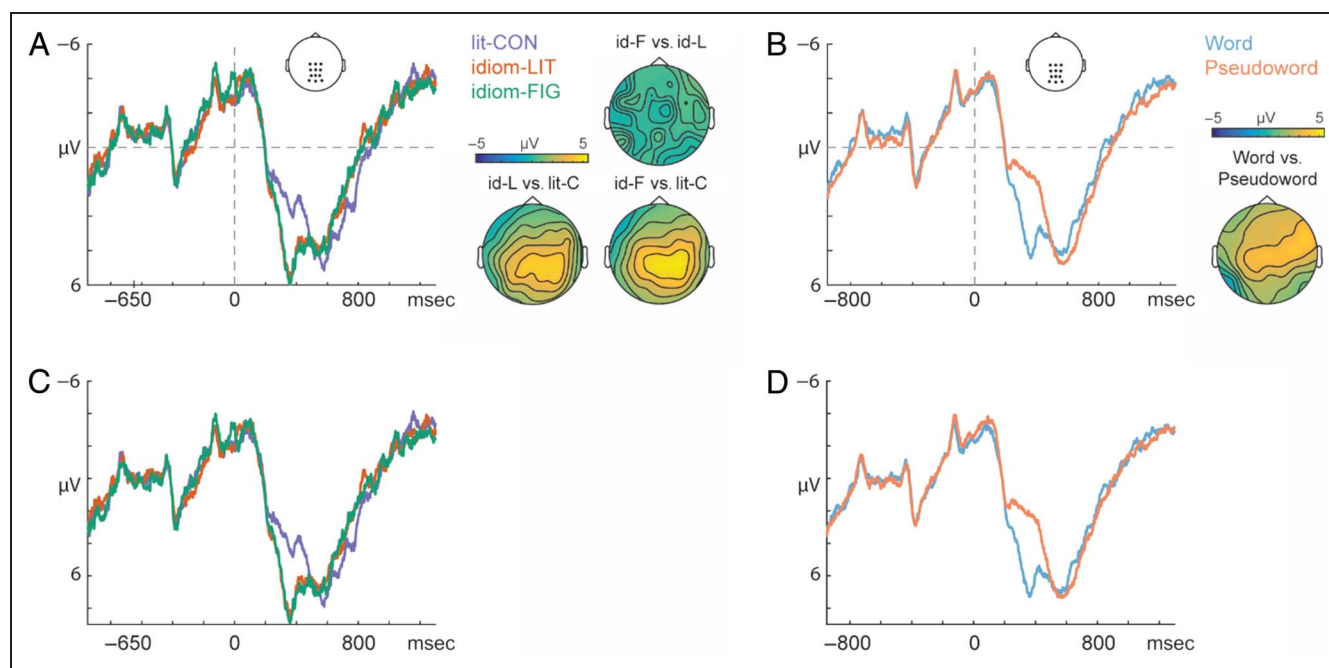 A
−6
μV
6
−650
0
800
msec
lit-CON
idiom-LIT
idiom-FIG
−5
μV
5
id-F vs. id-L
id-L vs. lit-C
id-F vs. lit-C
B
−6
μV
6
−800
0
800
msec
Word
Pseudoword
−5
μV
5
Word vs.
Pseudoword
C
−6
μV
6
−650
0
800
msec
D
−6
μV
6
−800
0
800
msec